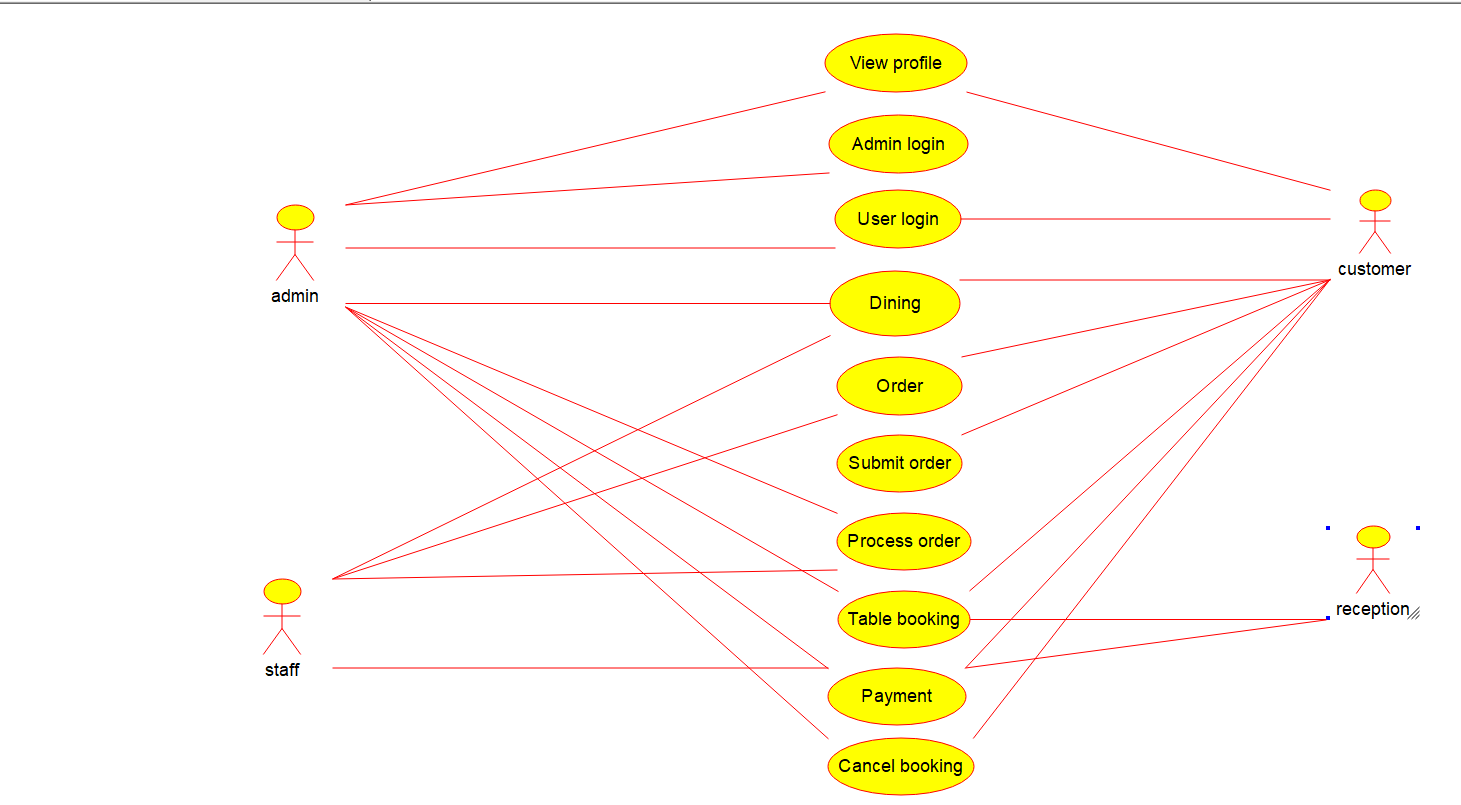 View profile
Admin login
User login
Dining
Order
Submit order
Process order
Table booking
Payment
Cancel booking
admin
staff
customer
reception